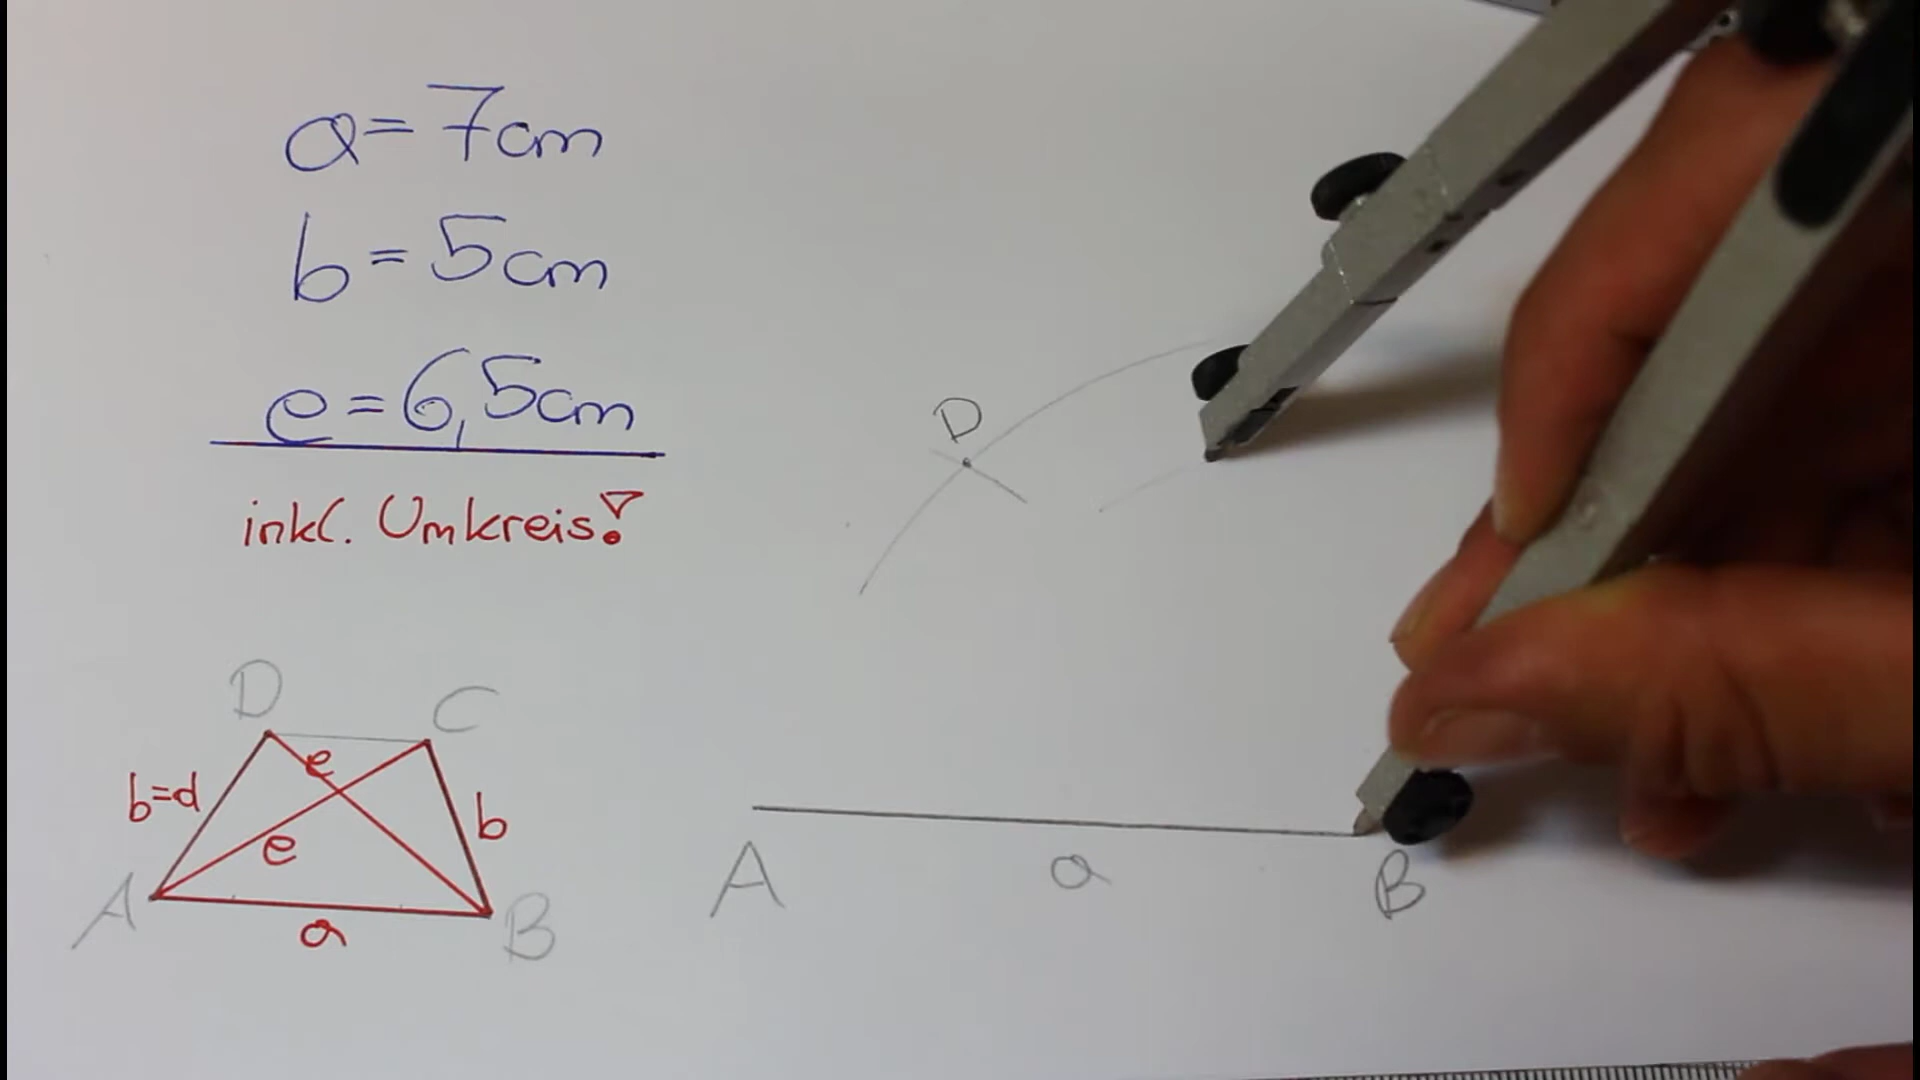 a = 7cm
b = 5cm
e = 6,5cm
inkl. Umkreis!
D
C
e
b=d
b
e
A
a
B
D
A
a
B